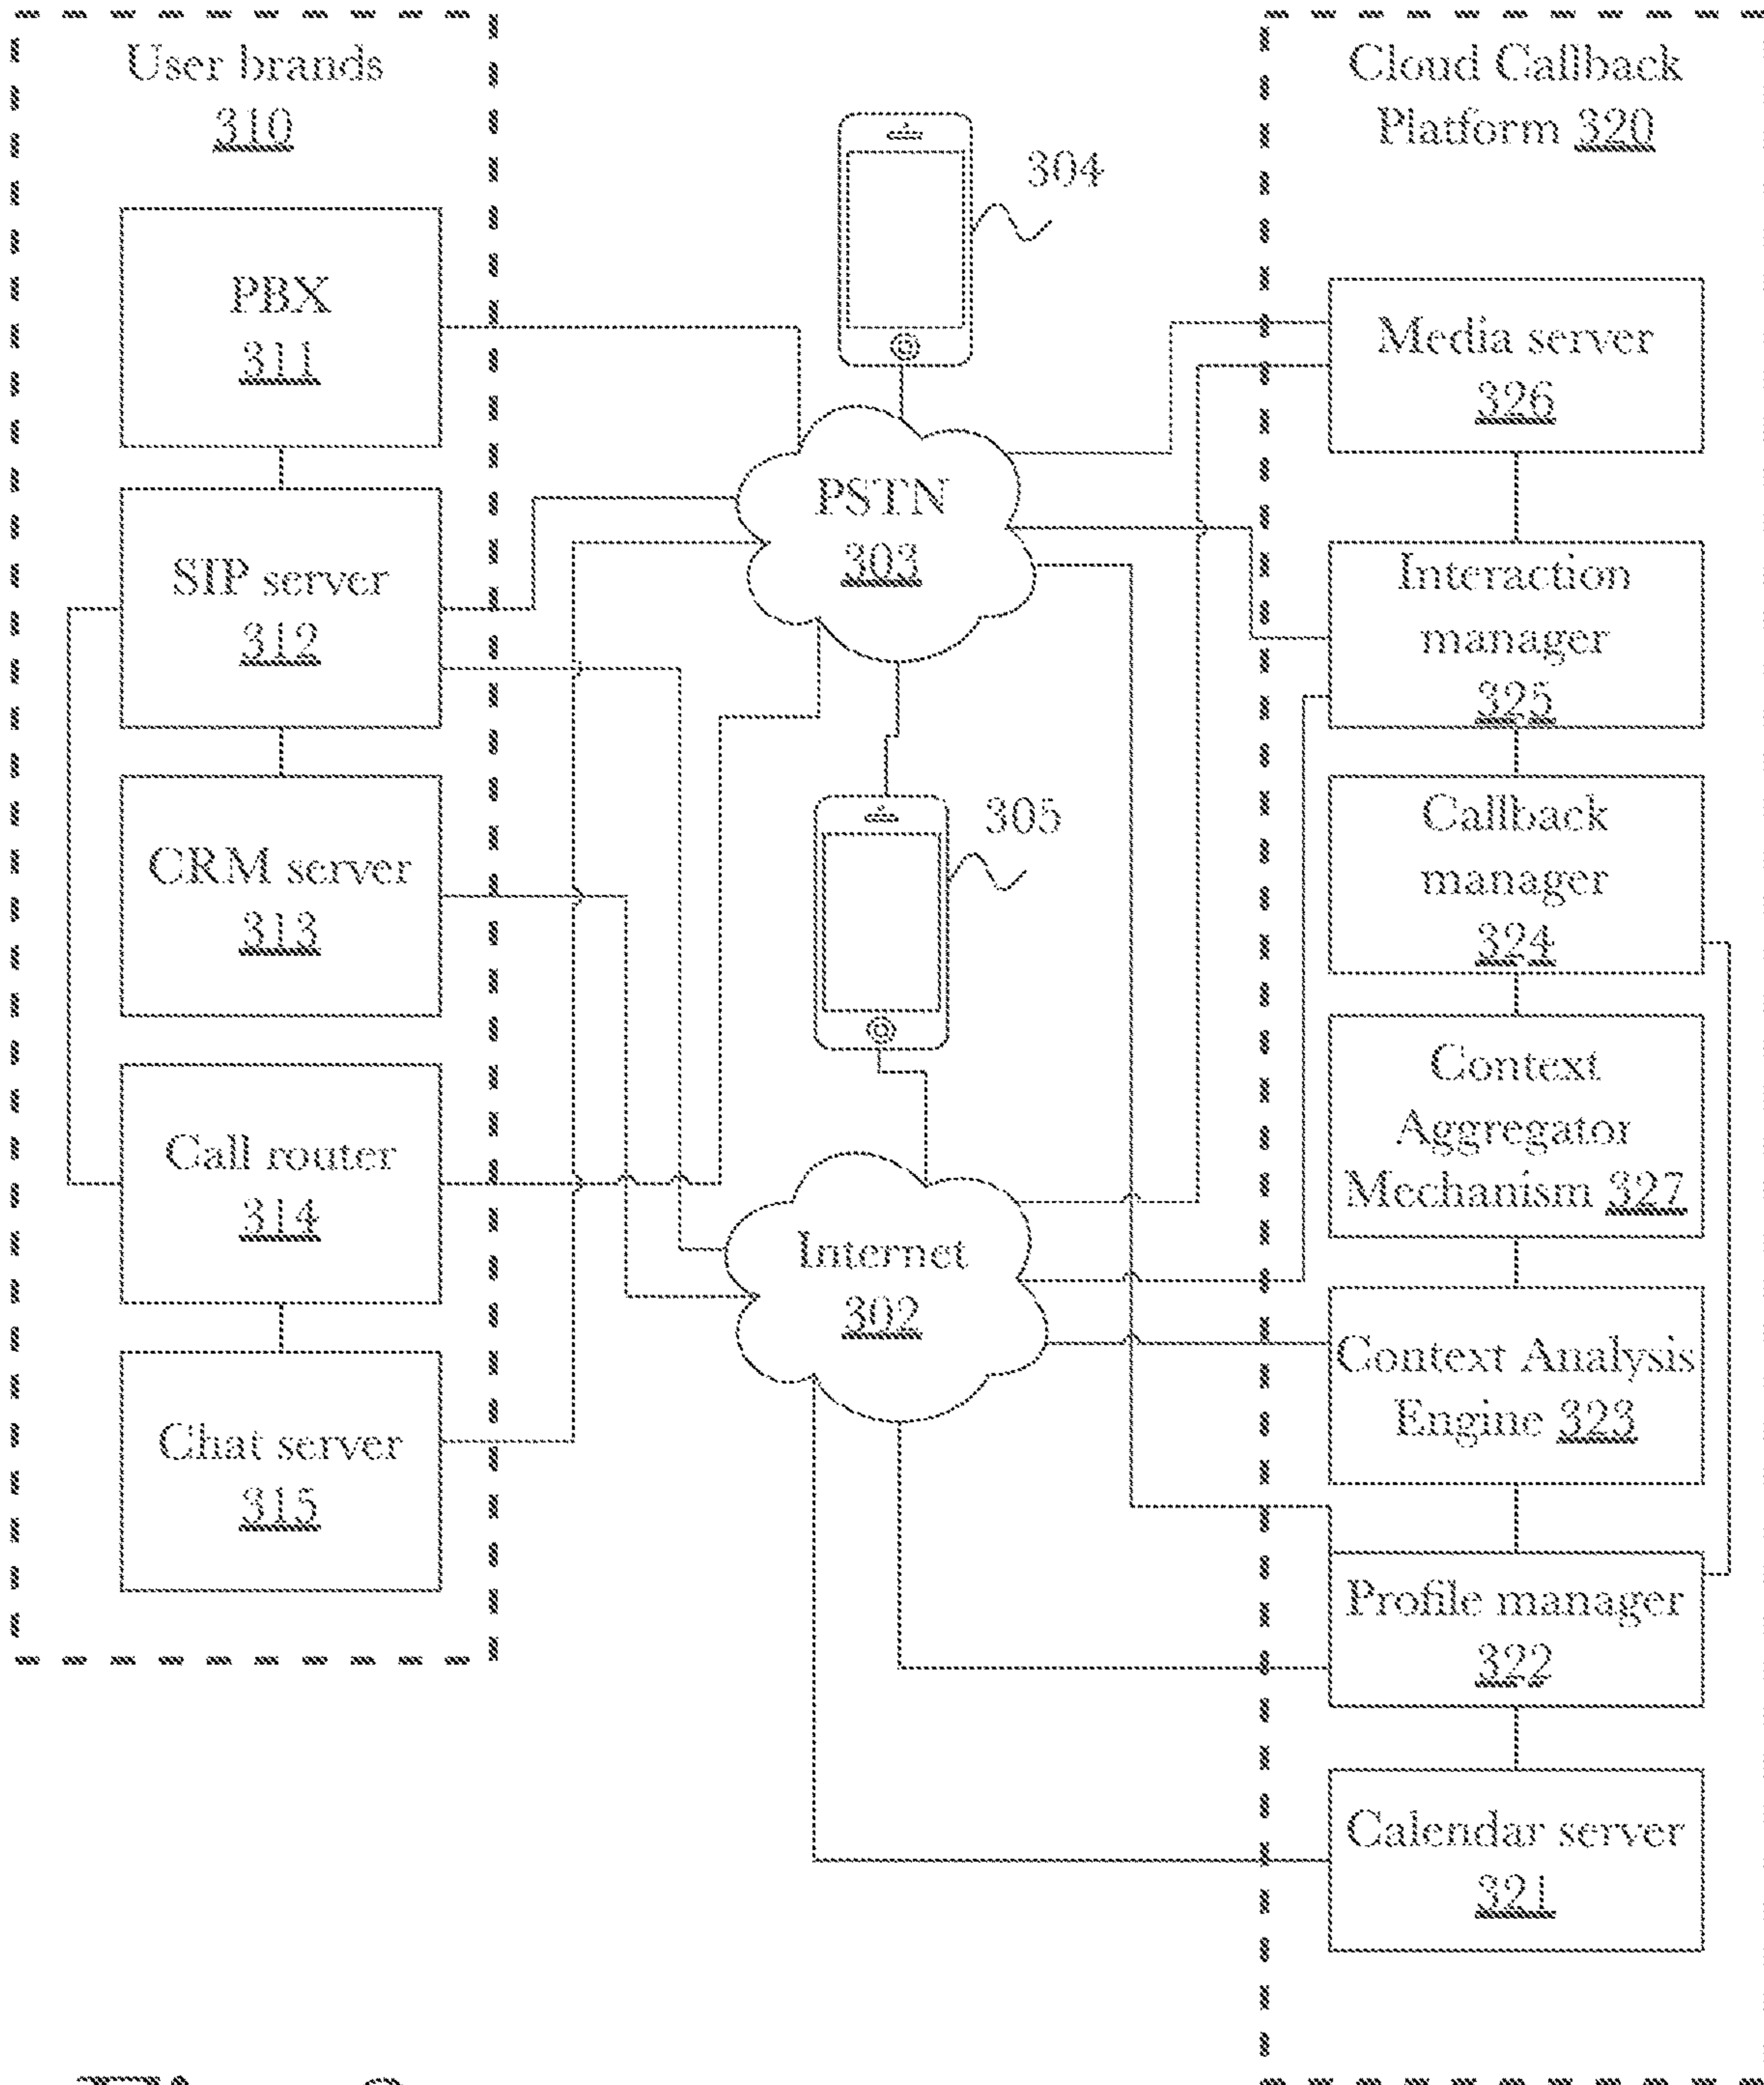 User brands
310
PBX
311
SIP server
312
CRM server
313
Call router
314
Chat server
315
304
PSTN
303
305
Internet
302
Cloud Callback
Platform 320
Media server
326
Interaction
manager
325
Callback
manager
324
Context
Aggregator
Mechanism 327
Context Analysis
Engine 323
Profile manager
322
Calendar server
321